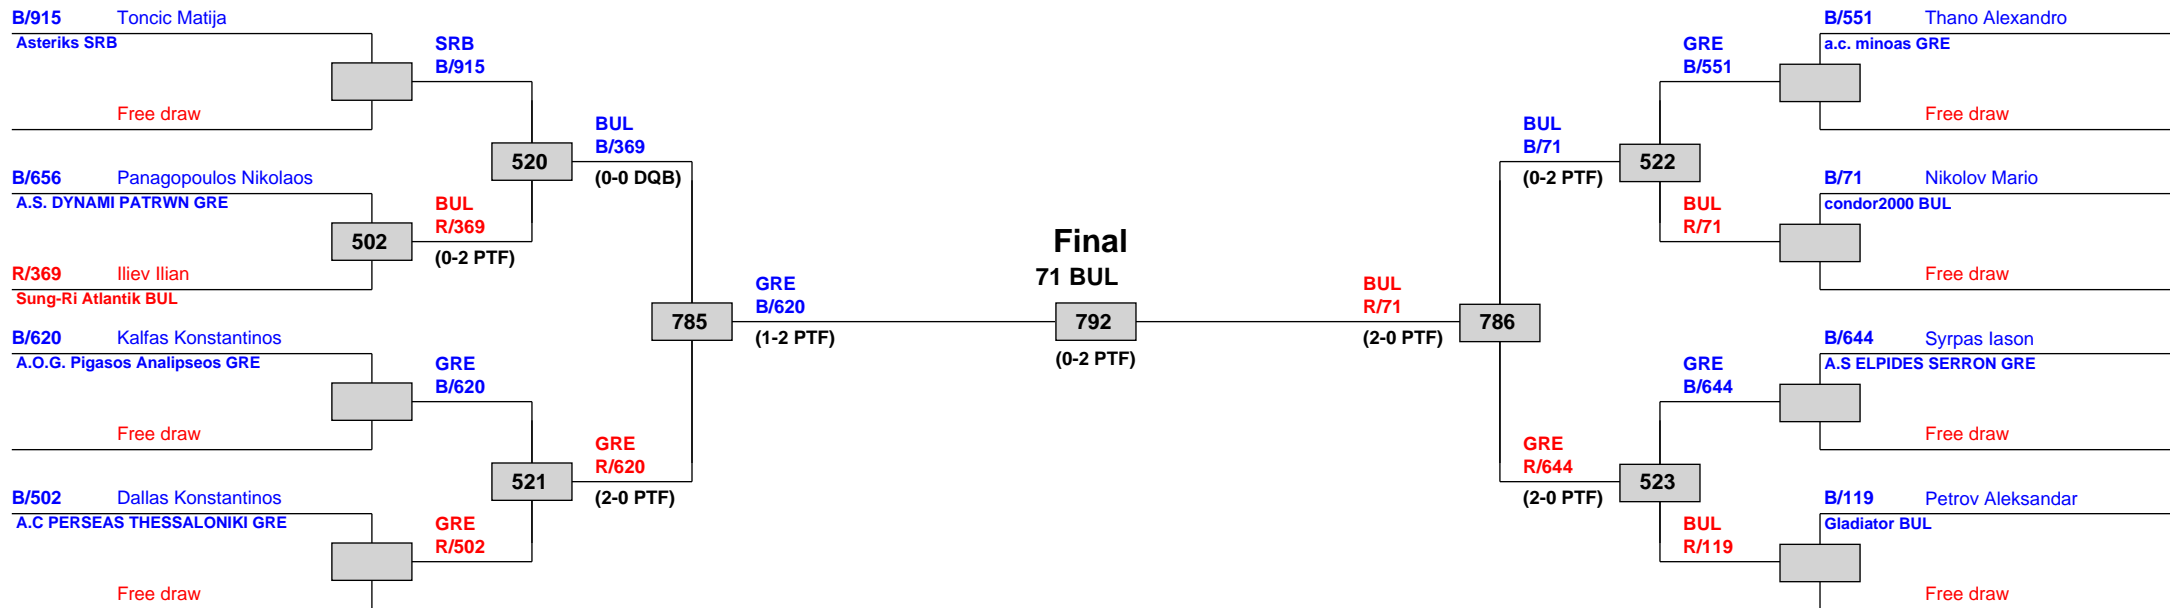 B/915 Toncic Matija
Asteriks SRB
Free draw
SRB
B/915
B/656 Panagopoulos Nikolaos
A.S. DYNAMI PATRWN GRE
502
R/369 Iliev Ilian
Sung-Ri Atlantik BUL
BUL
R/369
(0-2 PTF)
520
BUL
B/369
(0-0 DQB)
B/620 Kalfas Konstantinos
A.O.G. Pigasos Analipseos GRE
Free draw
GRE
B/620
B/502 Dallas Konstantinos
A.C PERSEAS THESSALONIKI GRE
Free draw
GRE
R/502
521
GRE
R/620
(2-0 PTF)
785
GRE
B/620
(1-2 PTF)
Final
71 BUL
792
(0-2 PTF)
BUL
R/71
(2-0 PTF)
786
BUL
B/71
(0-2 PTF)
522
GRE
B/551
B/551 Thano Alexandro
a.c. minoas GRE
Free draw
BUL
R/71
B/71 Nikolov Mario
condor2000 BUL
Free draw
GRE
R/644
(2-0 PTF)
523
GRE
B/644
B/644 Syrpas Iason
A.S ELPIDES SERRON GRE
Free draw
BUL
R/119
B/119 Petrov Aleksandar
Gladiator BUL
Free draw